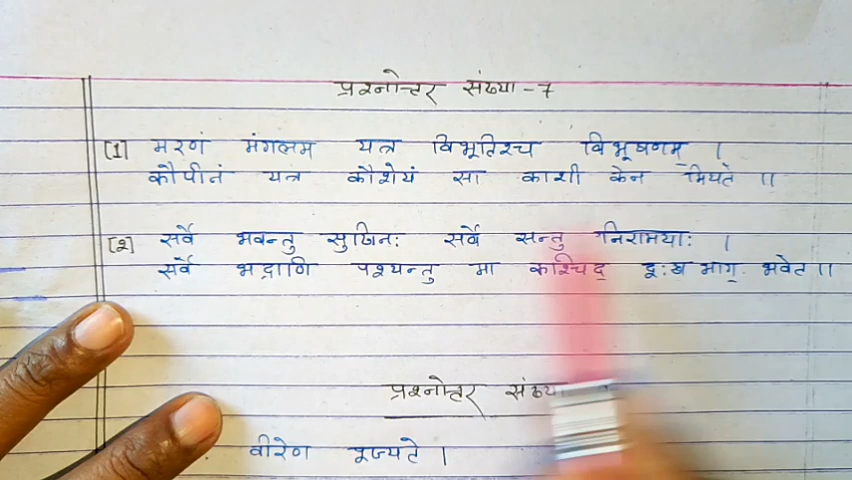 प्रश्नोत्तर संख्या - 7
[1] मरणं मंगलम यत्र विभूतिश्च विभूषणम् ।
कौपीनं यत्र कौशेयं सा काशी केन मियते ॥
[2] सर्वे भवन्तु सुखिनः सर्वे सन्तु निरामयाः ।
सर्वे भद्राणि पश्यन्तु मा कश्चिद् दुःख भाग् भवेत ॥
प्रश्नोत्तर संख्या
वीरेण पूज्यते ।